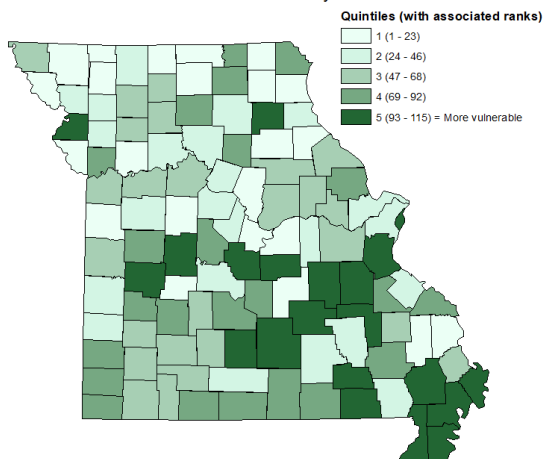 Quintiles (with associated ranks)
1 (1 - 23)
2 (24 - 46)
3 (47 - 68)
4 (69 - 92)
5 (93 - 115) = More vulnerable